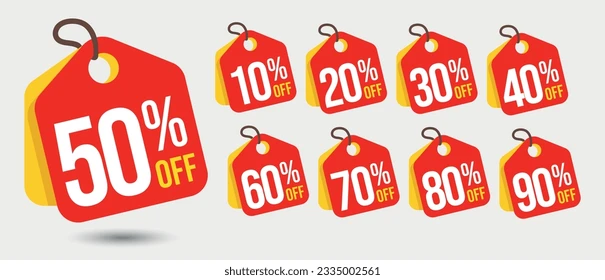 50% OFF
10% OFF
20% OFF
30% OFF
40% OFF
60% OFF
70% OFF
80% OFF
90% OFF
shutterstock.com · 2335002561